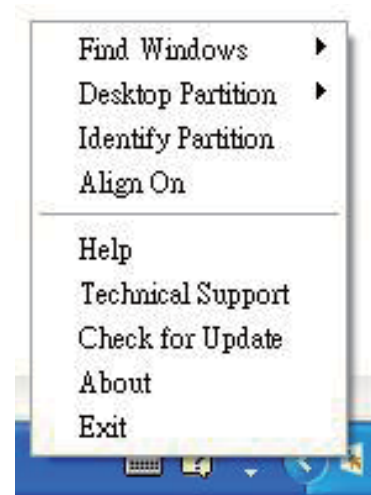 Find Windows
Desktop Partition
Identify Partition
Align On
Help
Technical Support
Check for Update
About
Exit